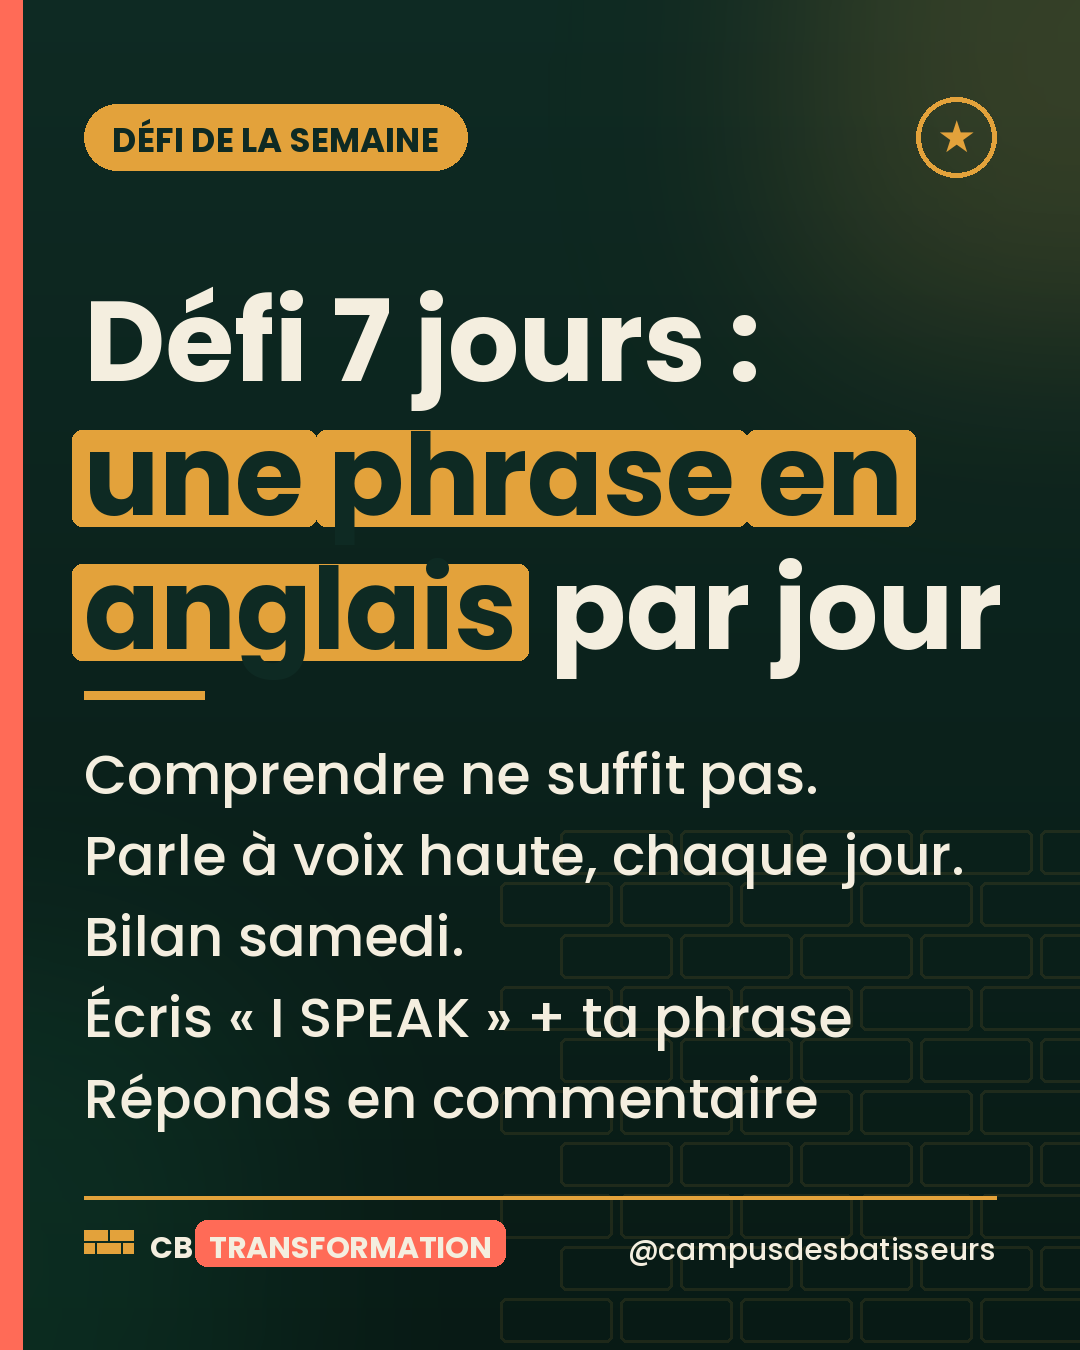 DÉFI DE LA SEMAINE
Défi 7 jours :
une phrase en
anglais par jour
Comprendre ne suffit pas.
Parle à voix haute, chaque jour.
Bilan samedi.
Écris « I SPEAK » + ta phrase
Réponds en commentaire
CB TRANSFORMATION
@campusdesbatisseurs